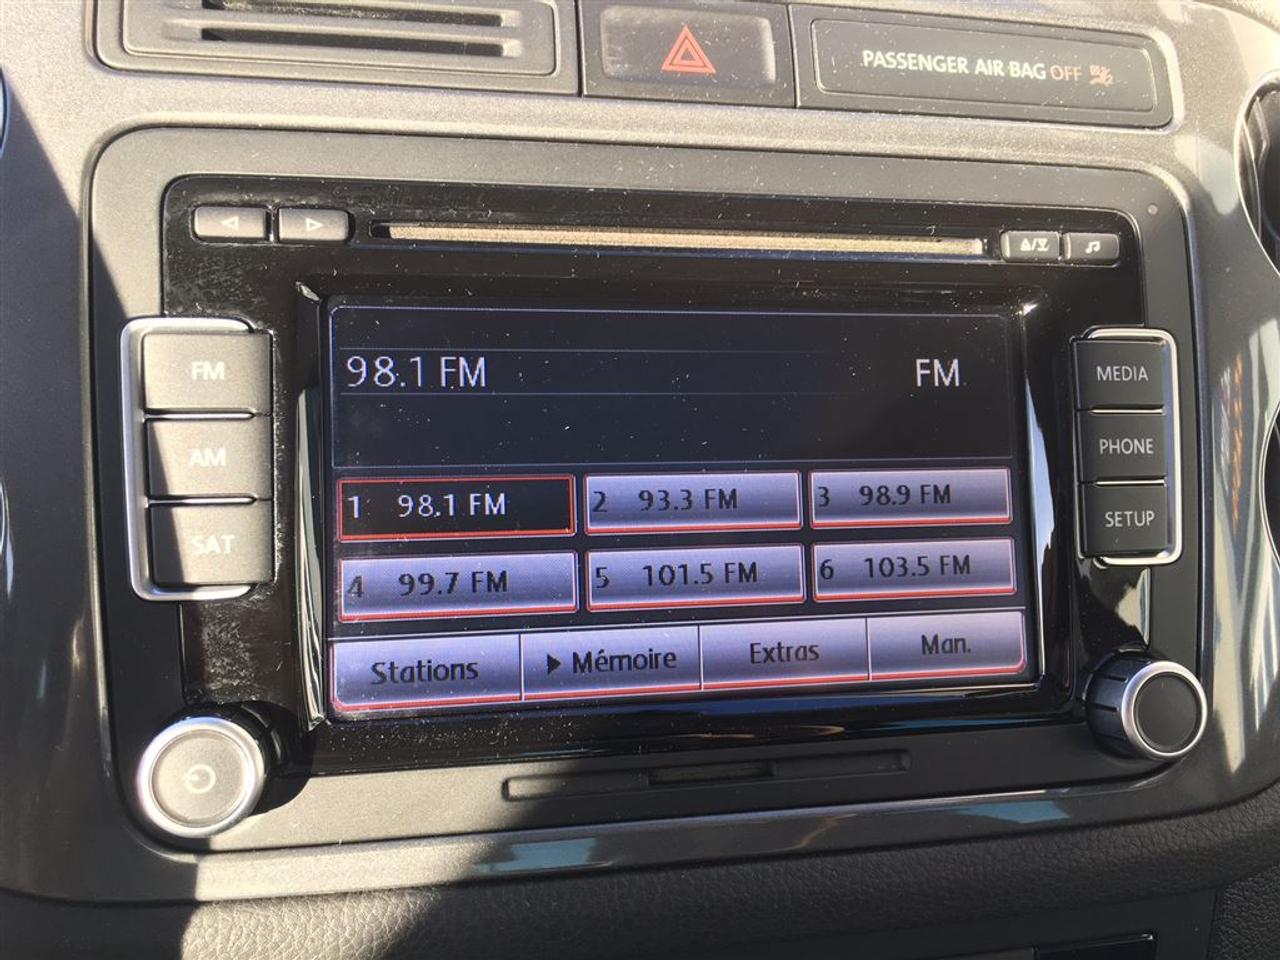 PASSENGER AIR BAG OFF
FM
AM
SAT
98.1 FM FM
1 98.1 FM
2 93.3 FM
3 98.9 FM
4 99.7 FM
5 101.5 FM
6 103.5 FM
Stations
Mémoire
Extras
Man.
MEDIA
PHONE
SETUP